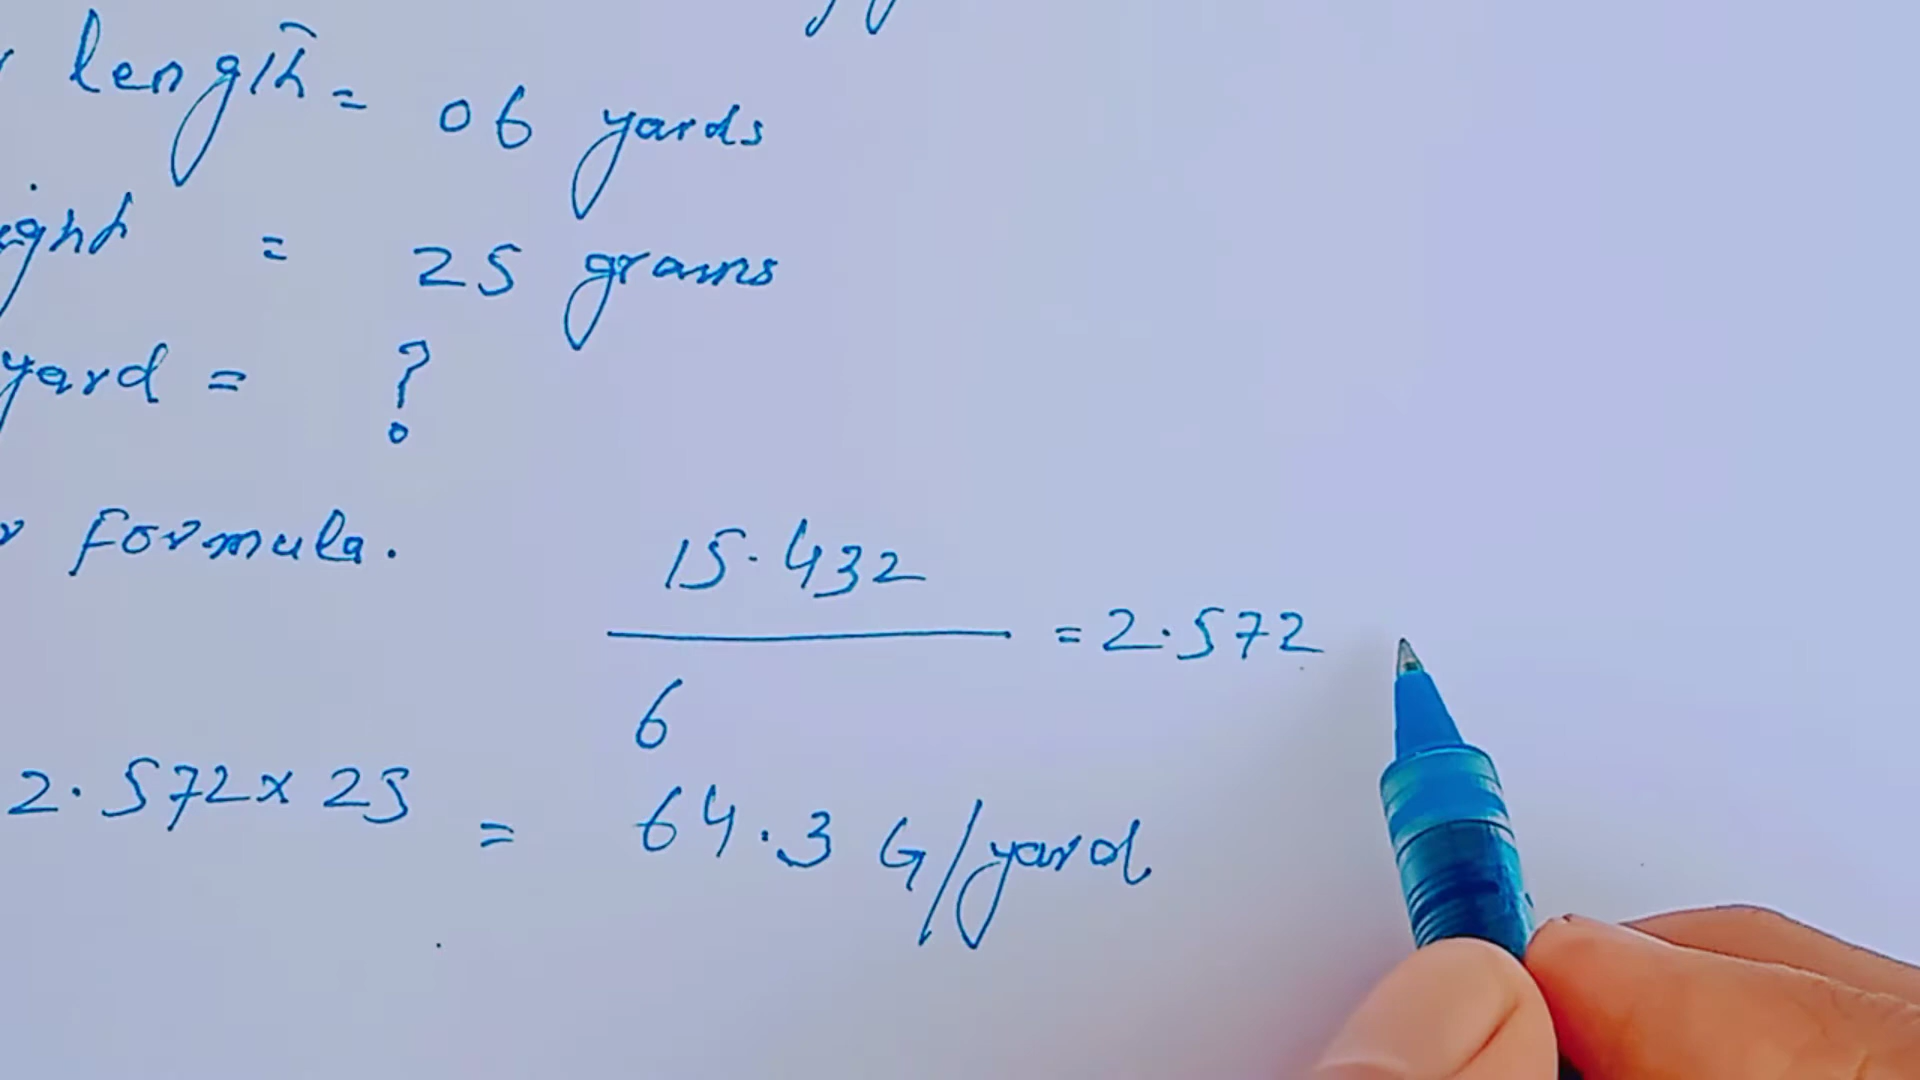 length = 06 yards
= 25 grams
yard = ?
formula.
15.432
= 2.572
6
2.572 x 25 = 64.3 G/yard